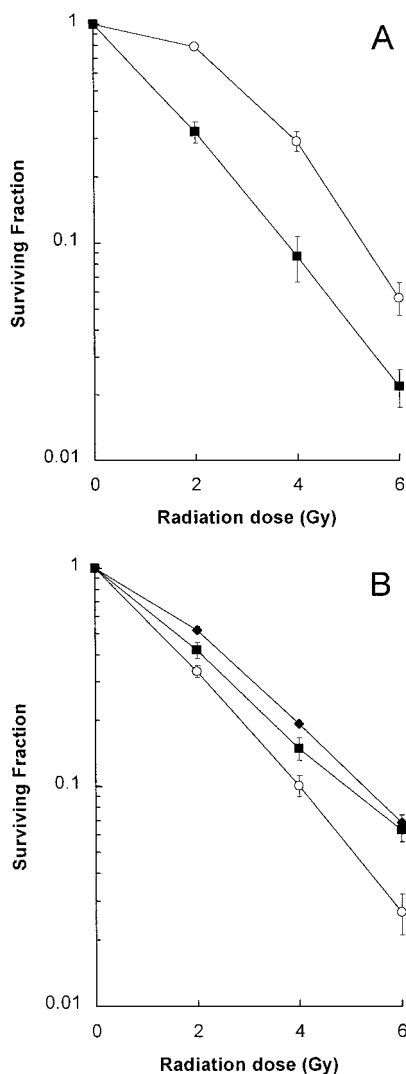 A
1
0.1
0.01
Surviving Fraction
0 2 4 6
Radiation dose (Gy)
B
1
0.1
0.01
Surviving Fraction
0 2 4 6
Radiation dose (Gy)